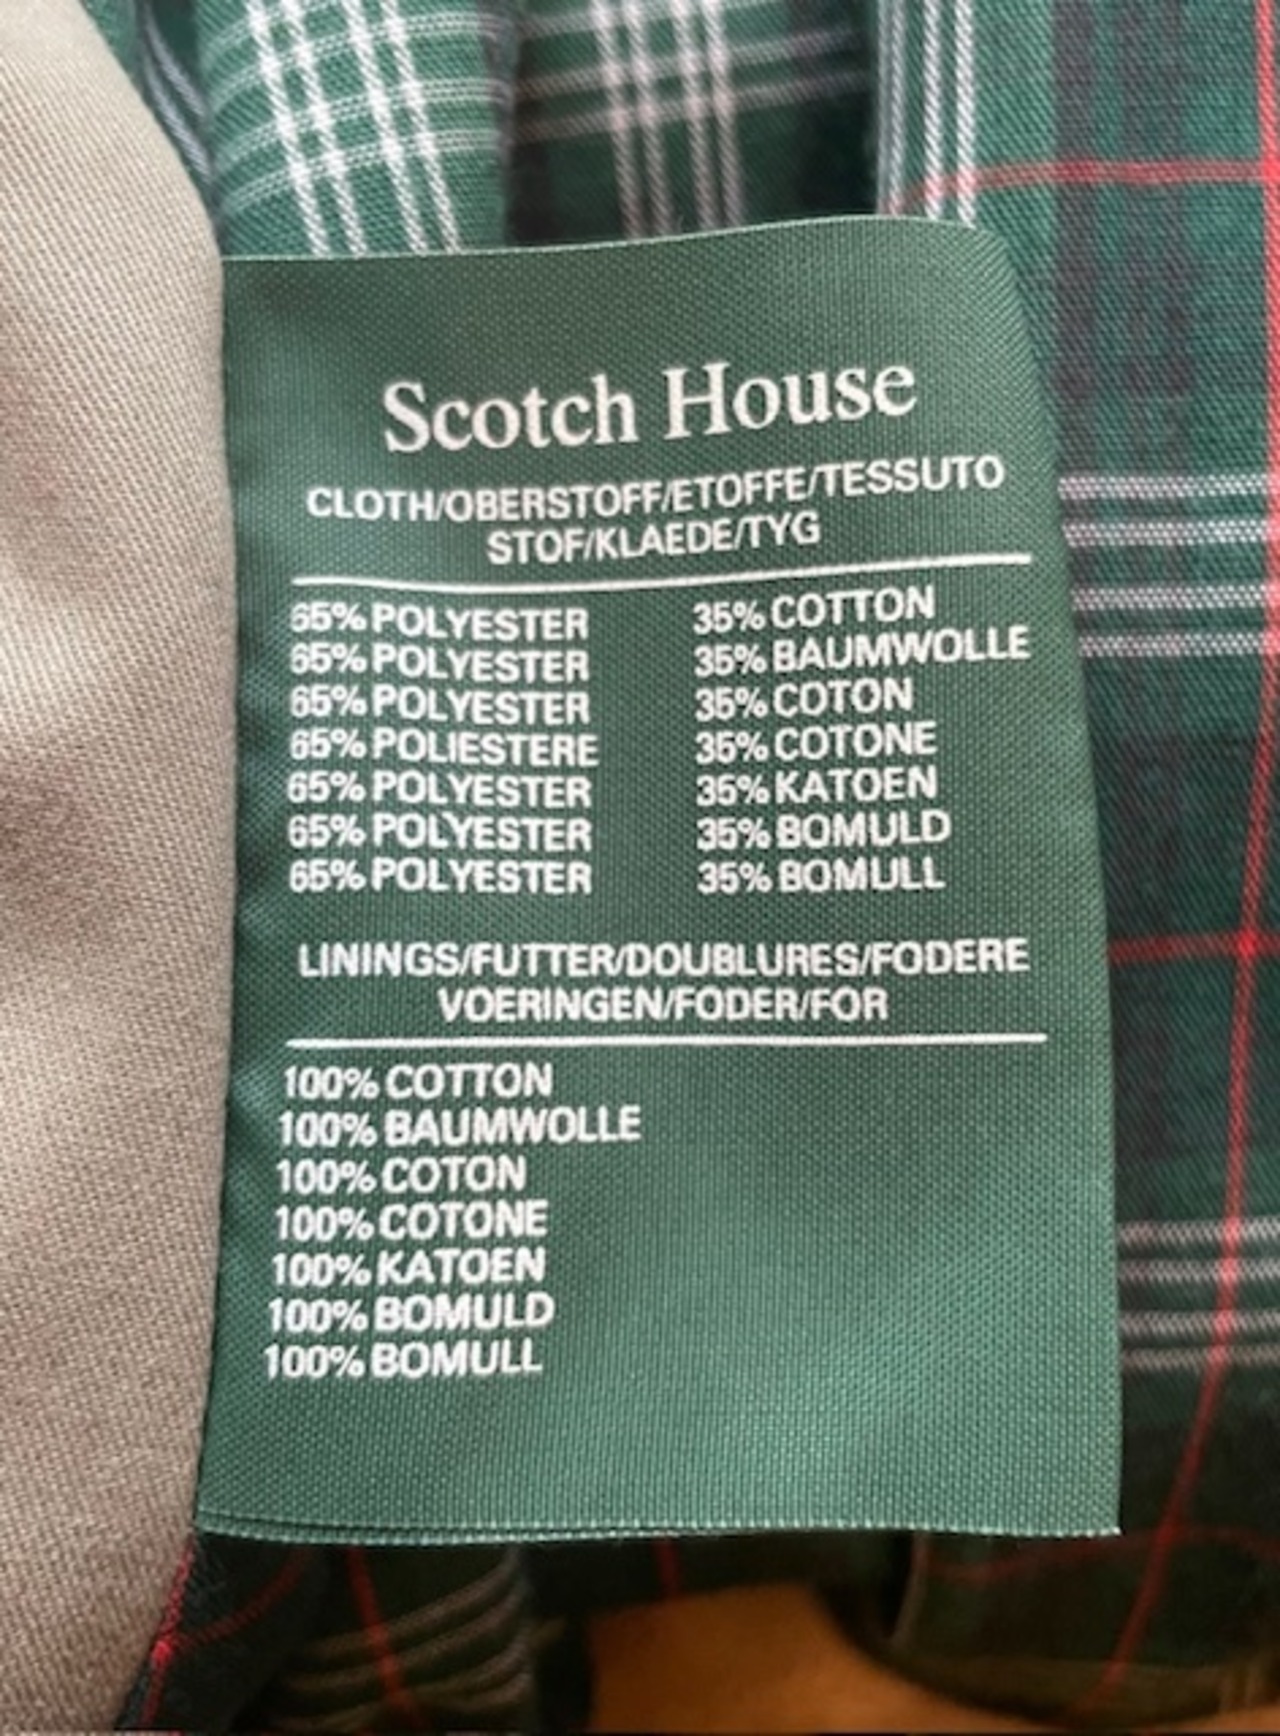 Scotch House
CLOTH/OBERSTOFF/ETOFFE/TESSUTO
STOF/KLAEDE/TYG
65% POLYESTER 35% COTTON
65% POLYESTER 35% BAUMWOLLE
65% POLYESTER 35% COTON
65% POLIESTERE 35% COTONE
65% POLYESTER 35% KATOEN
65% POLYESTER 35% BOMULD
65% POLYESTER 35% BOMULL
LININGS/FUTTER/DOUBLURES/FODERE
VOERINGEN/FODER/FOR
100% COTTON
100% BAUMWOLLE
100% COTON
100% COTONE
100% KATOEN
100% BOMULD
100% BOMULL